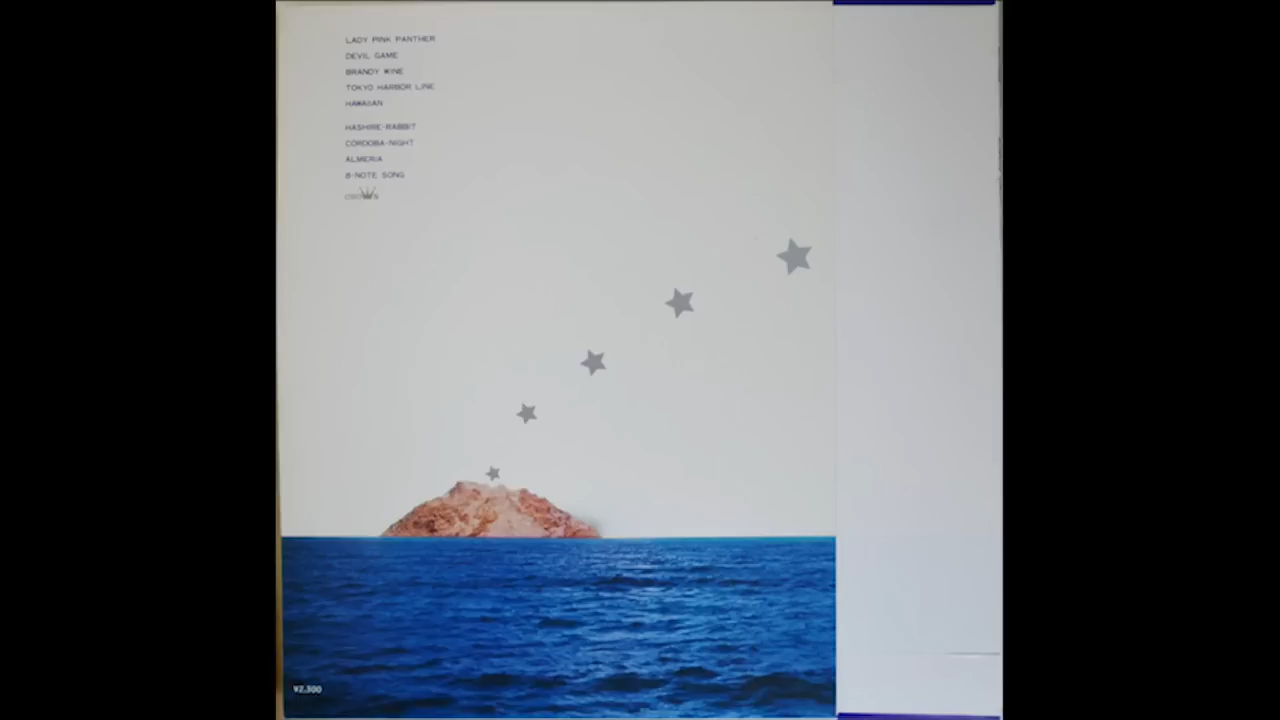 LADY PINK PANTHER
DEVIL GAME
BRANDY WINE
TOKYO HARBOR LINE
HAWAIIAN
HASHIRE-RABBIT
CORDOBA-NIGHT
ALMERIA
8-NOTE SONG
¥2,300